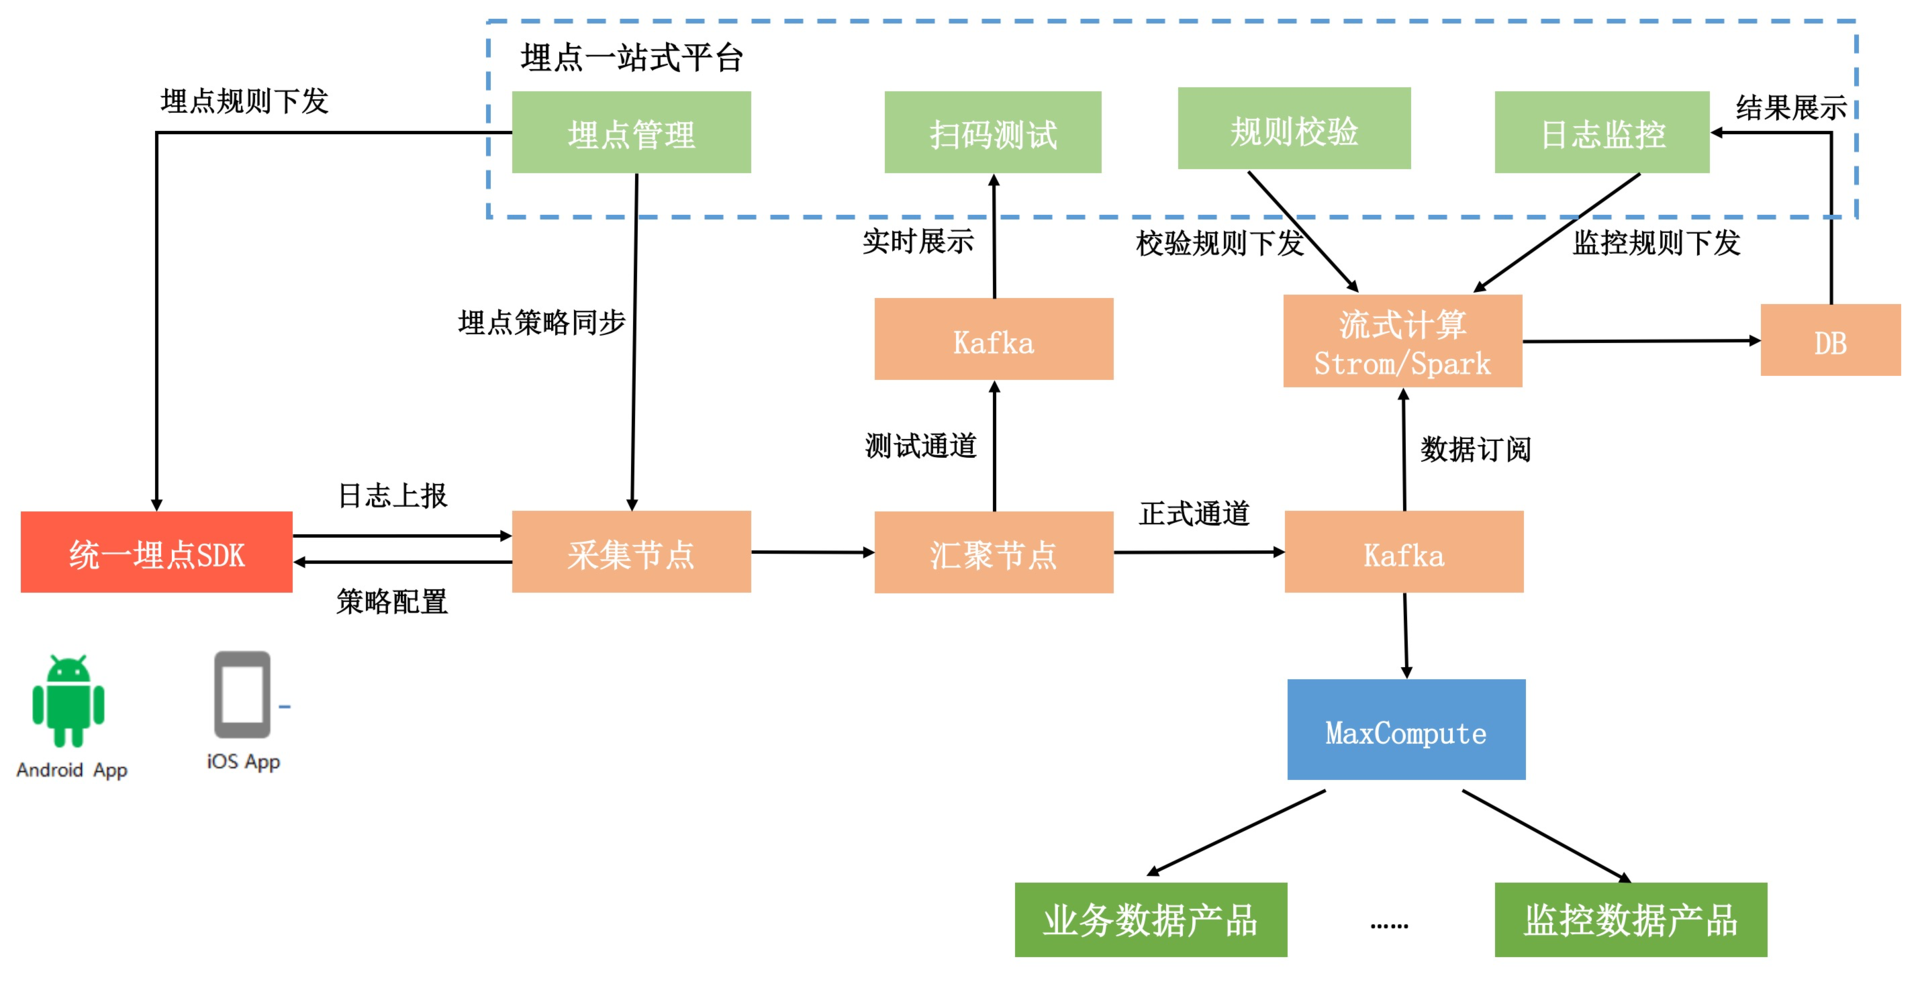 埋点一站式平台
埋点规则下发
埋点管理
扫码测试
规则校验
日志监控
结果展示
实时展示
校验规则下发
监控规则下发
埋点策略同步
Kafka
流式计算
Strom/Spark
DB
测试通道
数据订阅
日志上报
正式通道
统一埋点SDK
采集节点
汇聚节点
Kafka
策略配置
MaxCompute
Android App
iOS App
业务数据产品
......
监控数据产品